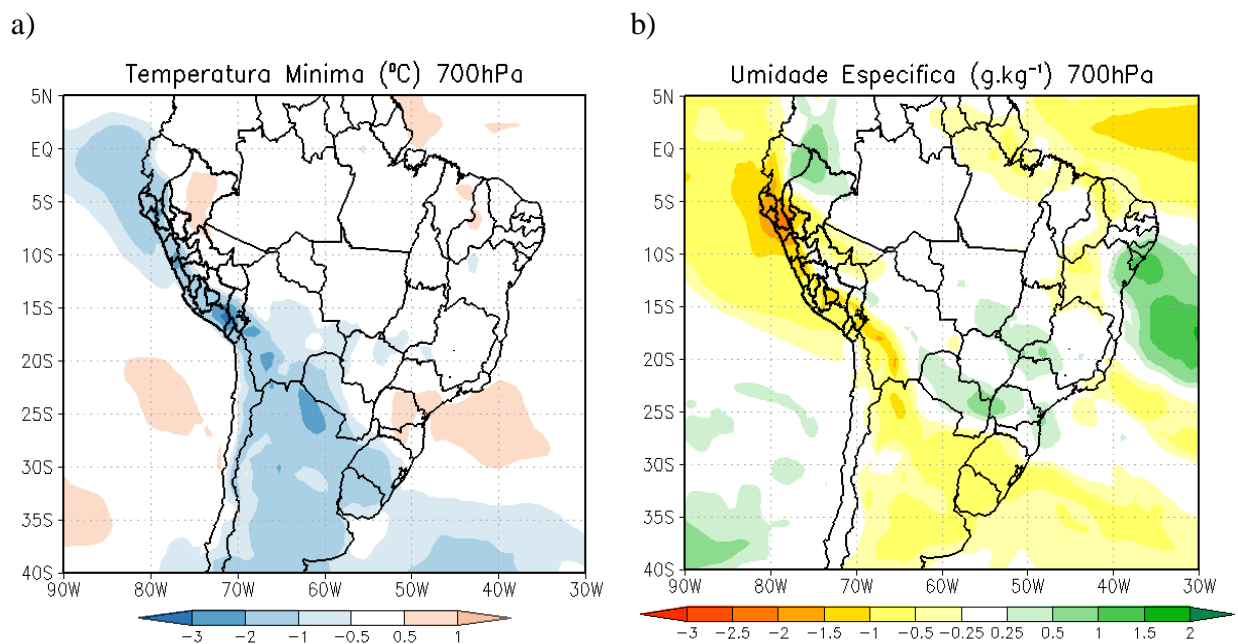 a)
b)
Temperatura Minima (ºC) 700hPa
Umidade Específica (g.kg⁻¹) 700hPa
5N
EQ
5S
10S
15S
20S
25S
30S
35S
40S
90W 80W 70W 60W 50W 40W 30W
-3 -2 -1 -0.5 0.5 1
5N
EQ
5S
10S
15S
20S
25S
30S
35S
40S
90W 80W 70W 60W 50W 40W 30W
-3 -2.5 -2 -1.5 -1 -0.5 -0.25 0.25 0.5 1 1.5 2